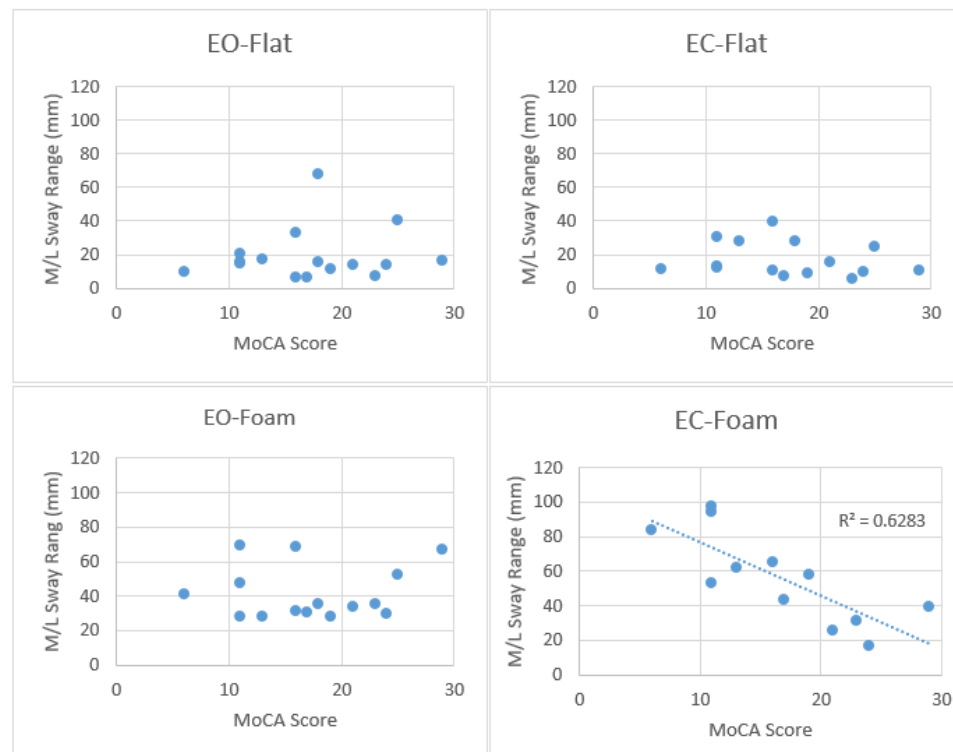 EO-Flat
M/L Sway Range (mm)
120
100
80
60
40
20
0
0 10 20 30
MoCA Score
EC-Flat
M/L Sway Range (mm)
120
100
80
60
40
20
0
0 10 20 30
MoCA Score
EO-Foam
M/L Sway Rang (mm)
120
100
80
60
40
20
0
0 10 20 30
MoCA Score
EC-Foam
M/L Sway Range (mm)
120
100
80
60
40
20
0
R² = 0.6283
0 10 20 30
MoCA Score